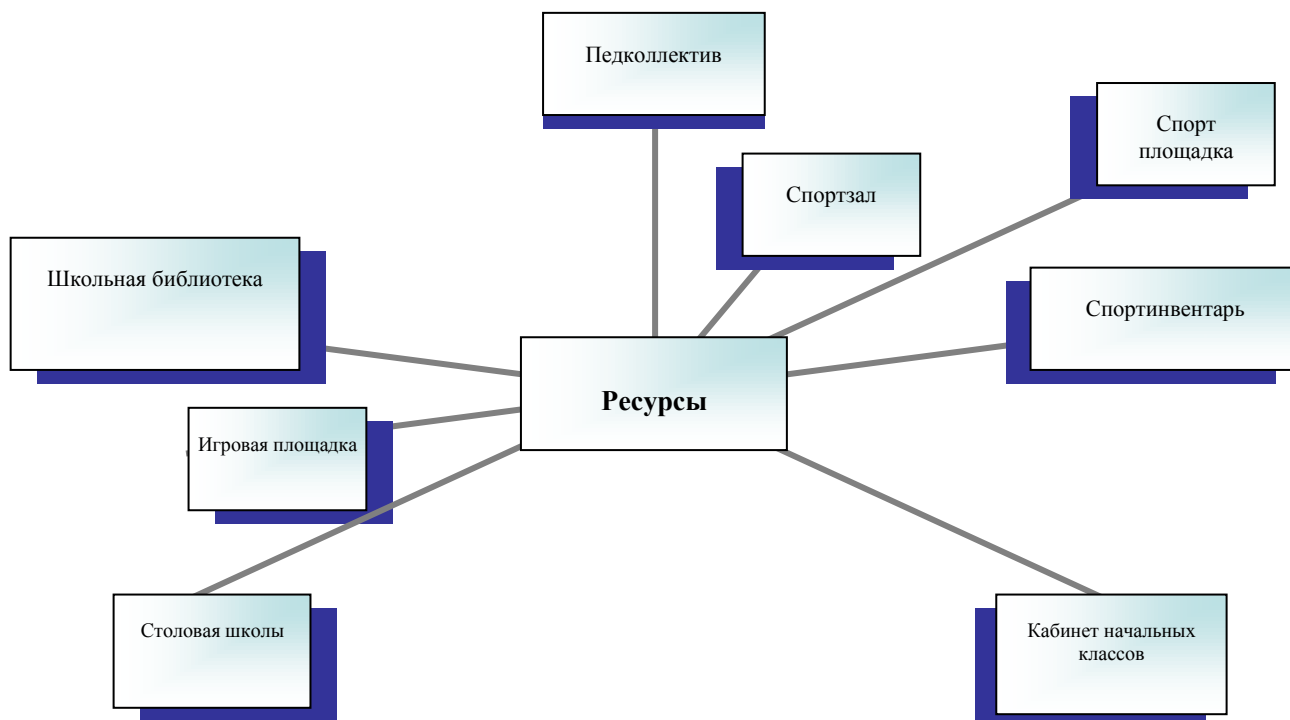 Педколлектив
Спорт
площадка
Спортзал
Школьная библиотека
Спортинвентарь
Ресурсы
Игровая площадка
Столовая школы
Кабинет начальных
классов